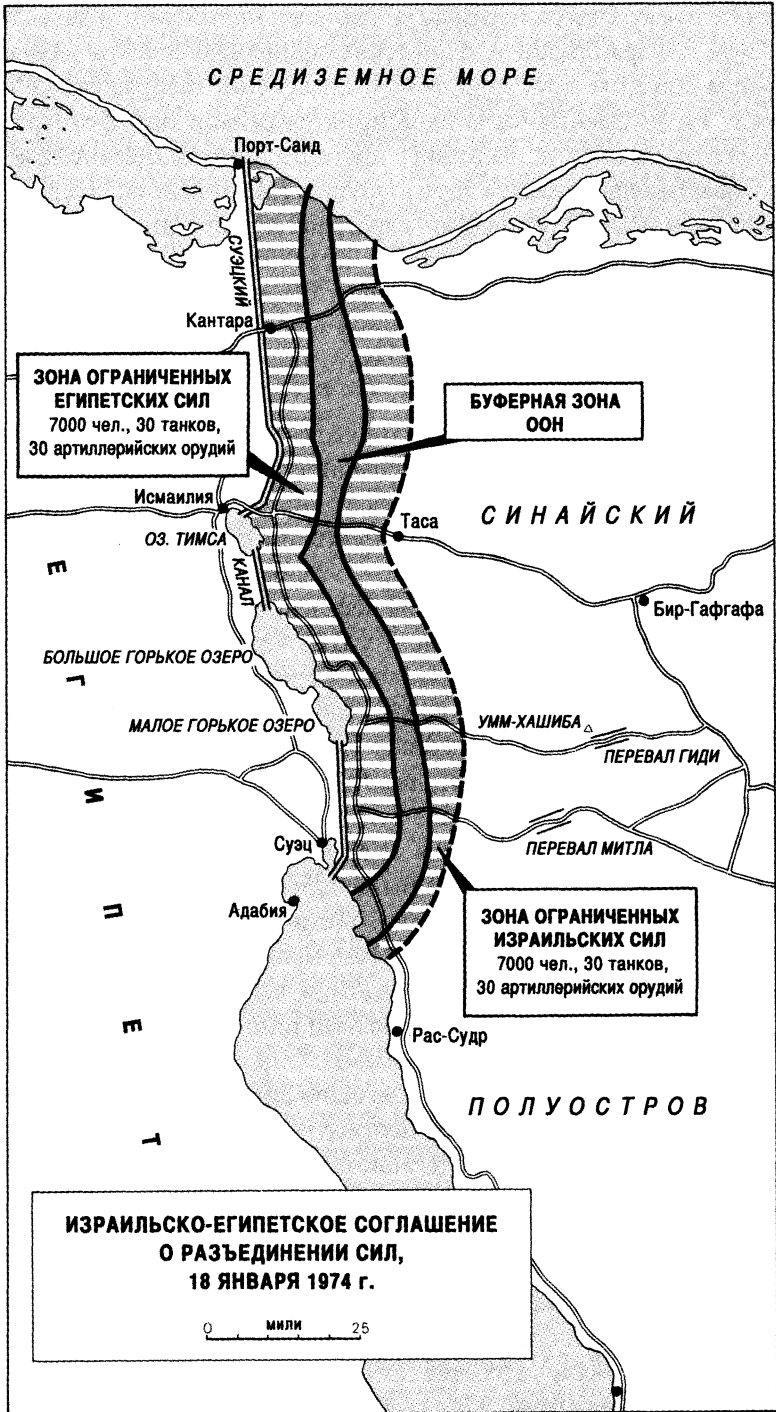 СРЕДИЗЕМНОЕ МОРЕ
Порт-Саид
СУЭЦКИЙ
Кантара
ЗОНА ОГРАНИЧЕННЫХ
ЕГИПЕТСКИХ СИЛ
7000 чел., 30 танков,
30 артиллерийских орудий
БУФЕРНАЯ ЗОНА
ООН
Исмаилия
ОЗ. ТИМСА
Таса
СИНАЙСКИЙ
КАНАЛ
Бир-Гафгафа
БОЛЬШОЕ ГОРЬКОЕ ОЗЕРО
МАЛОЕ ГОРЬКОЕ ОЗЕРО
УММ-ХАШИБА
ПЕРЕВАЛ ГИДИ
ЕГИПЕТ
Суэц
ПЕРЕВАЛ МИТЛА
Адабия
ЗОНА ОГРАНИЧЕННЫХ
ИЗРАИЛЬСКИХ СИЛ
7000 чел., 30 танков,
30 артиллерийских орудий
Рас-Судр
ПОЛУОСТРОВ
ИЗРАИЛЬСКО-ЕГИПЕТСКОЕ СОГЛАШЕНИЕ
О РАЗЪЕДИНЕНИИ СИЛ,
18 ЯНВАРЯ 1974 г.
0 МИЛИ 25